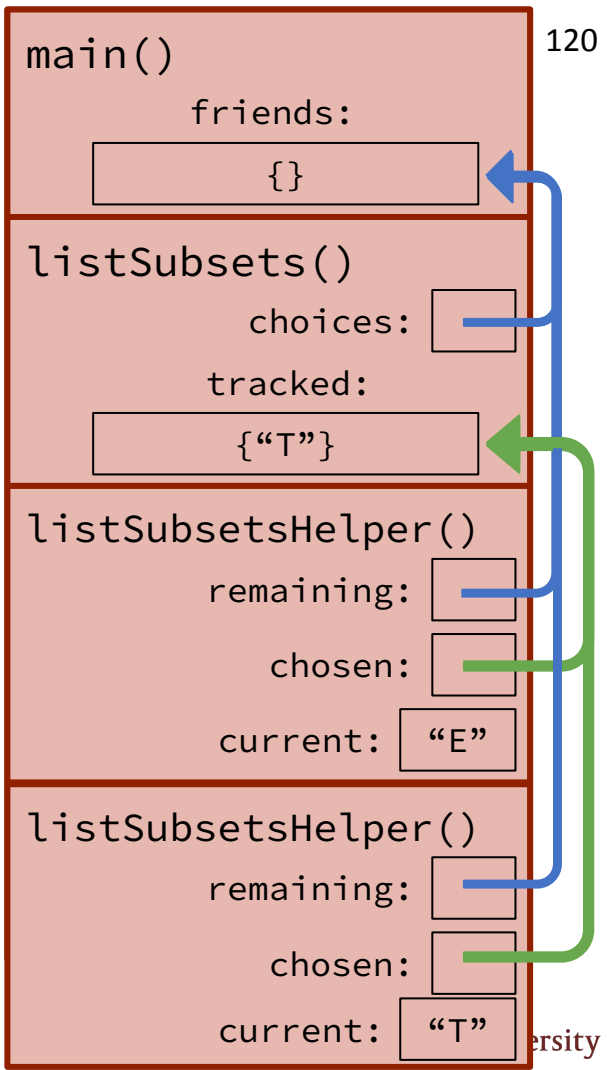 main()
120
friends:
{}
listSubsets()
choices:
tracked:
{“T”}
listSubsetsHelper()
remaining:
chosen:
current: “E”
listSubsetsHelper()
remaining:
chosen:
current: “T”
ersity